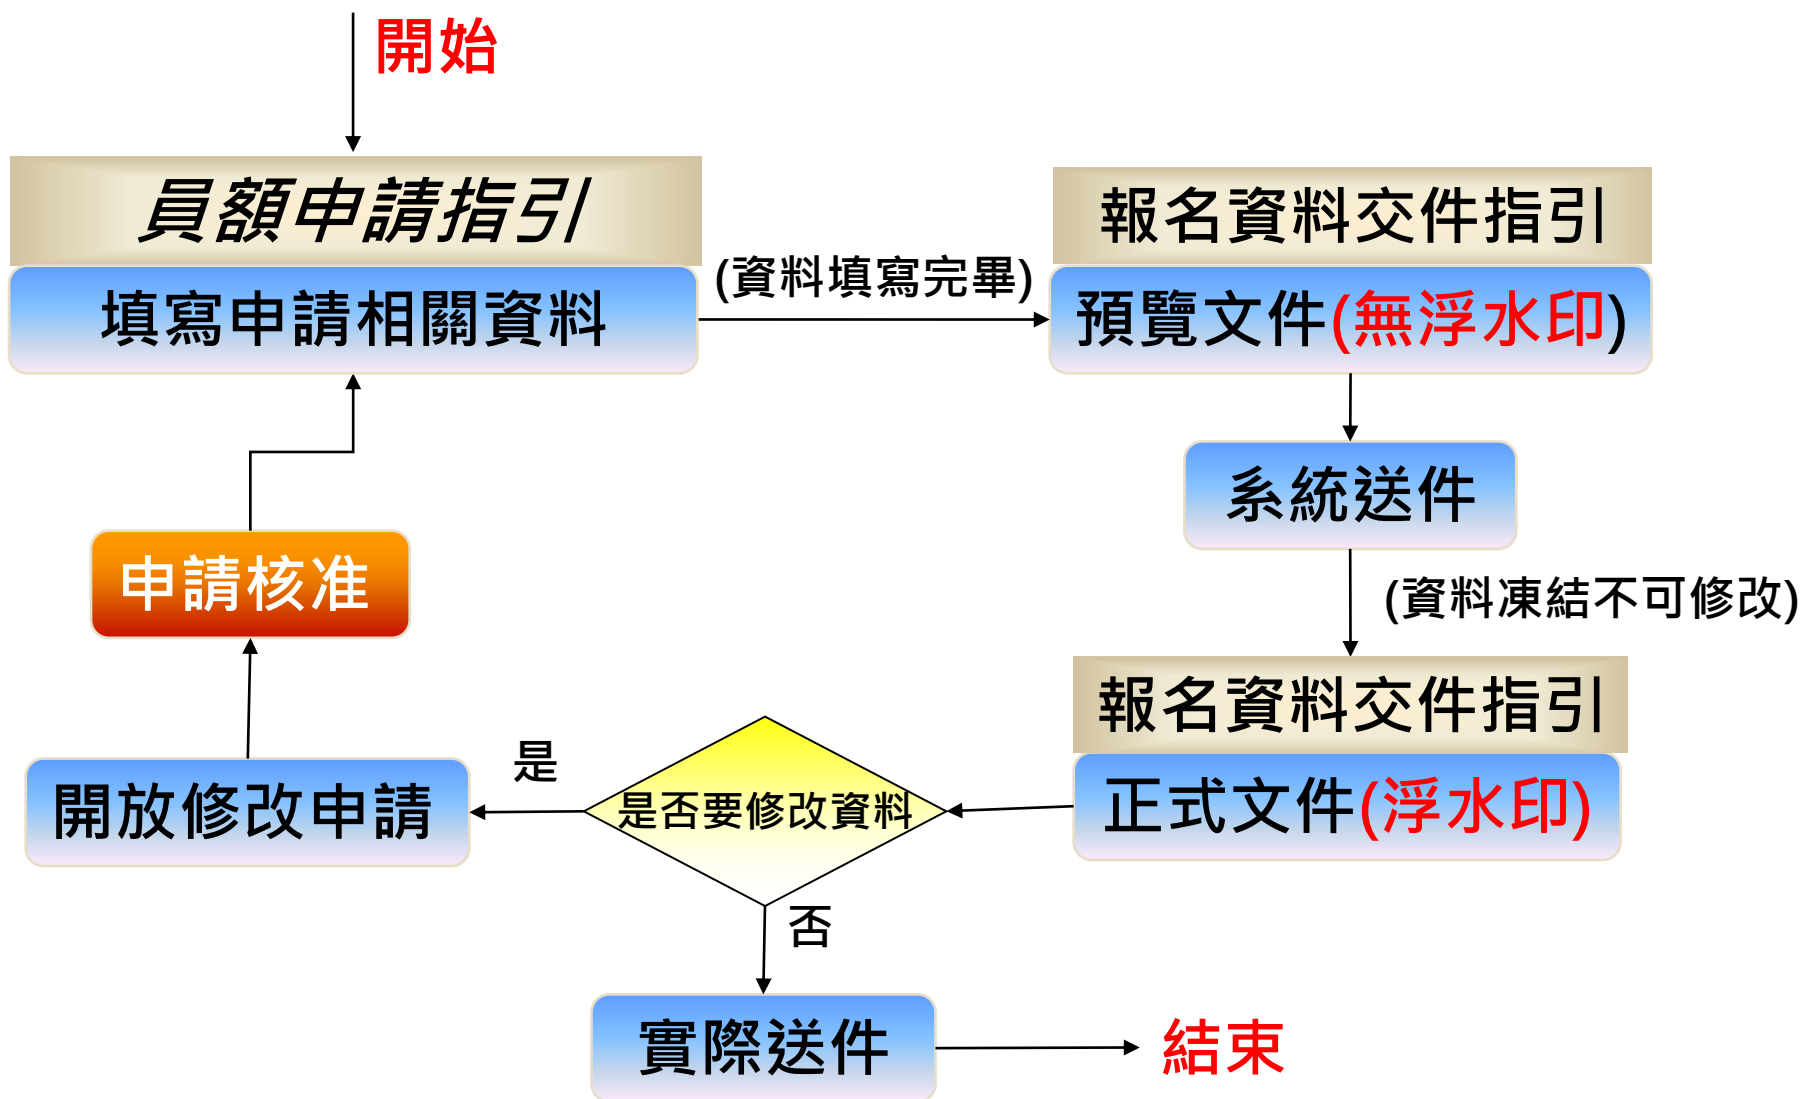 開始
員額申請指引
填寫申請相關資料
(資料填寫完畢)
報名資料交件指引
預覽文件(無浮水印)
系統送件
(資料凍結不可修改)
報名資料交件指引
正式文件(浮水印)
是否要修改資料
是
開放修改申請
申請核准
否
實際送件
結束